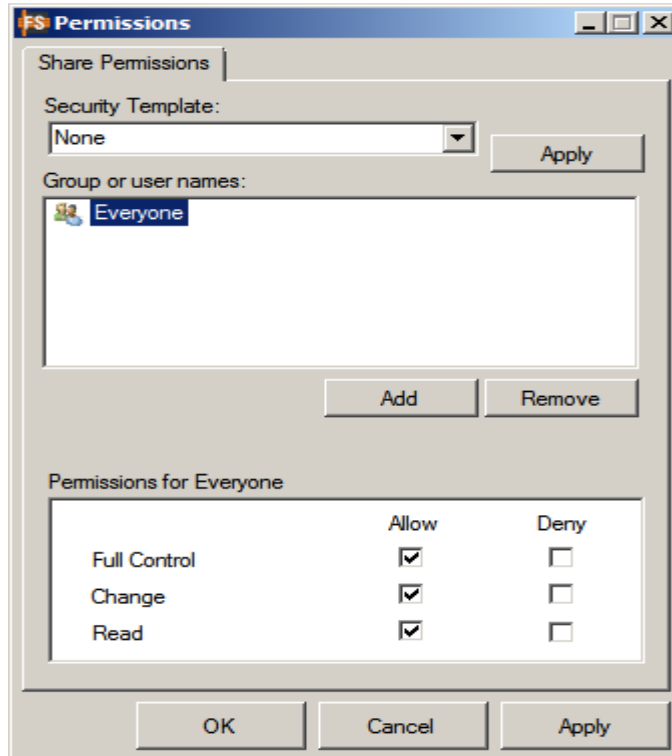 FS Permissions
Share Permissions
Security Template:
None
Apply
Group or user names:
Everyone
Add Remove
Permissions for Everyone
Allow Deny
Full Control
Change
Read
OK Cancel Apply